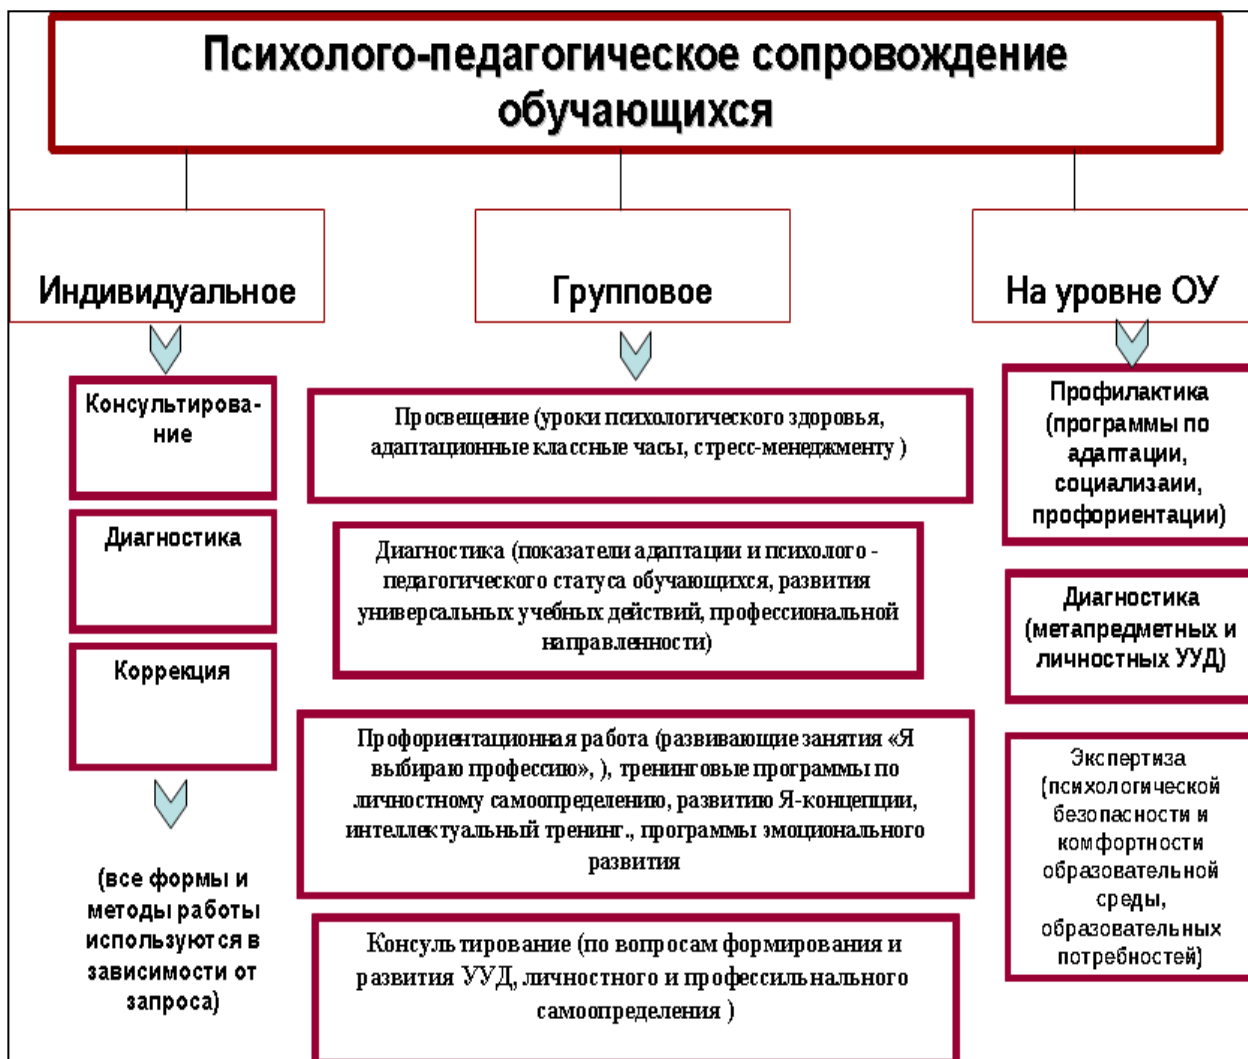 Психолого-педагогическое сопровождение
обучающихся
Индивидуальное
Групповое
На уровне ОУ
Консультирова-
ние
Диагностика
Коррекция
(все формы и
методы работы
используются в
зависимости от
запроса)
Просвещение (уроки психологического здоровья,
адаптационные классные часы, стресс-менеджменту )
Диагностика (показатели адаптации и психолого -
педагогического статуса обучающихся, развития
универсальных учебных действий, профессиональной
направленности)
Профориентационная работа (развивающие занятия «Я
выбираю профессию», ), тренинговые программы по
личностному самоопределению, развитию Я-концепции,
интеллектуальный тренинг., программы эмоционального
развития
Консультирование (по вопросам формирования и
развития УУД, личностного и профессильнального
самоопределения )
Профилактика
(программы по
адаптации,
социализаии,
профориентации)
Диагностика
(метапредметных и
личностных УУД)
Экспертиза
(психологической
безопасности и
комфортности
образовательной
среды,
образовательных
потребностей)